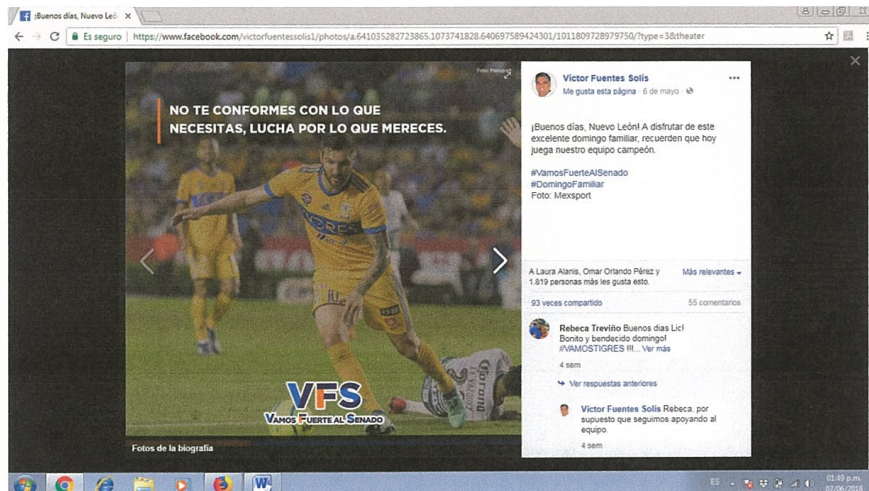 ¡Buenos días, Nuevo Leó
Es seguro | https://www.facebook.com/victorfuentessolis1/photos/a.641035282723865.1073741828.640697589424301/1011809728979750/?type=3&theater
Foto: Mexsport
NO TE CONFORMES CON LO QUE
NECESITAS, LUCHA POR LO QUE MERECES.
VFS
VAMOS FUERTE AL SENADO
Fotos de la biografía
Víctor Fuentes Solís
Me gusta esta página · 6 de mayo ·
¡Buenos días, Nuevo León! A disfrutar de este
excelente domingo familiar, recuerden que hoy
juega nuestro equipo campeón.
#VamosFuerteAlSenado
#DomingoFamiliar
Foto: Mexsport
A Laura Alanis, Omar Orlando Pérez y
1.819 personas más les gusta esto.
Más relevantes
93 veces compartido
55 comentarios
Rebeca Treviño Buenos dias Lic!
Bonito y bendecido domingo!
#VAMOSTIGRES !!!... Ver más
4 sem
Ver respuestas anteriores
Víctor Fuentes Solís Rebeca, por
supuesto que seguimos apoyando al
equipo.
4 sem
ES
01:49 p.m.
07/06/2018